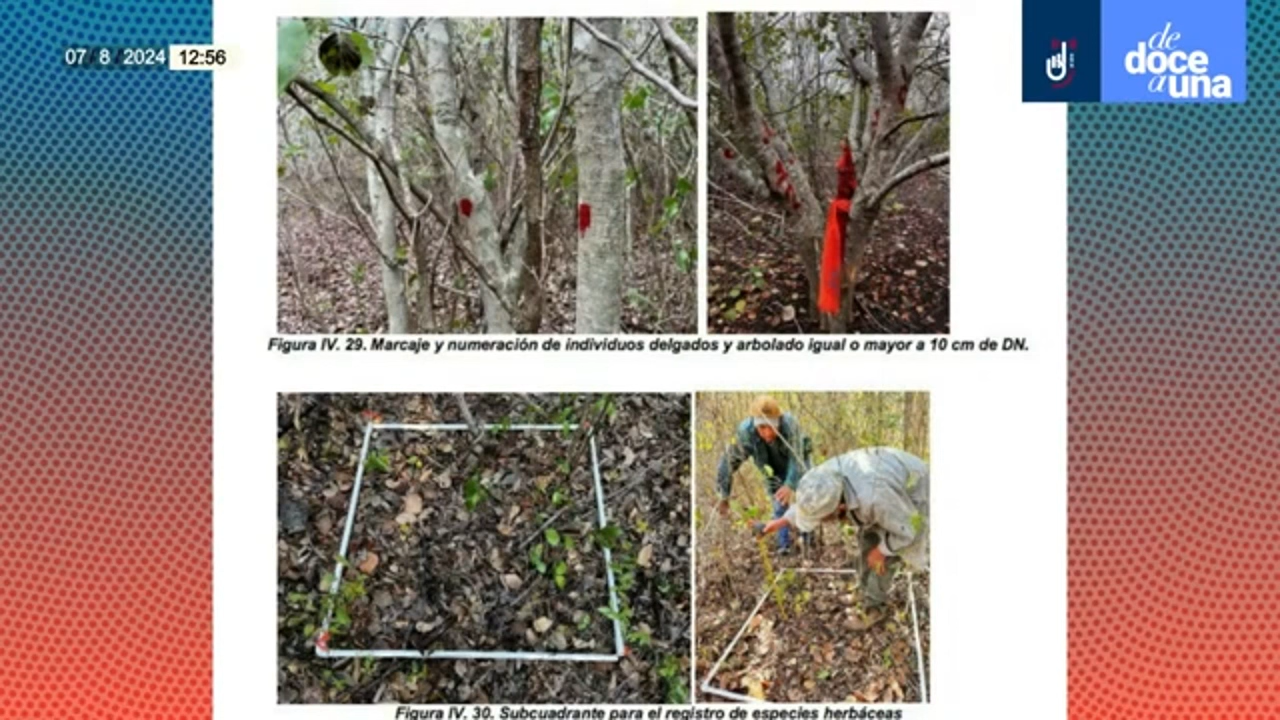 07 / 8 / 2024 12:56
de
doce
a una
Figura IV. 29. Marcaje y numeración de individuos delgados y arbolado igual o mayor a 10 cm de DN.
Figura IV. 30. Subcuadrante para el registro de especies herbáceas